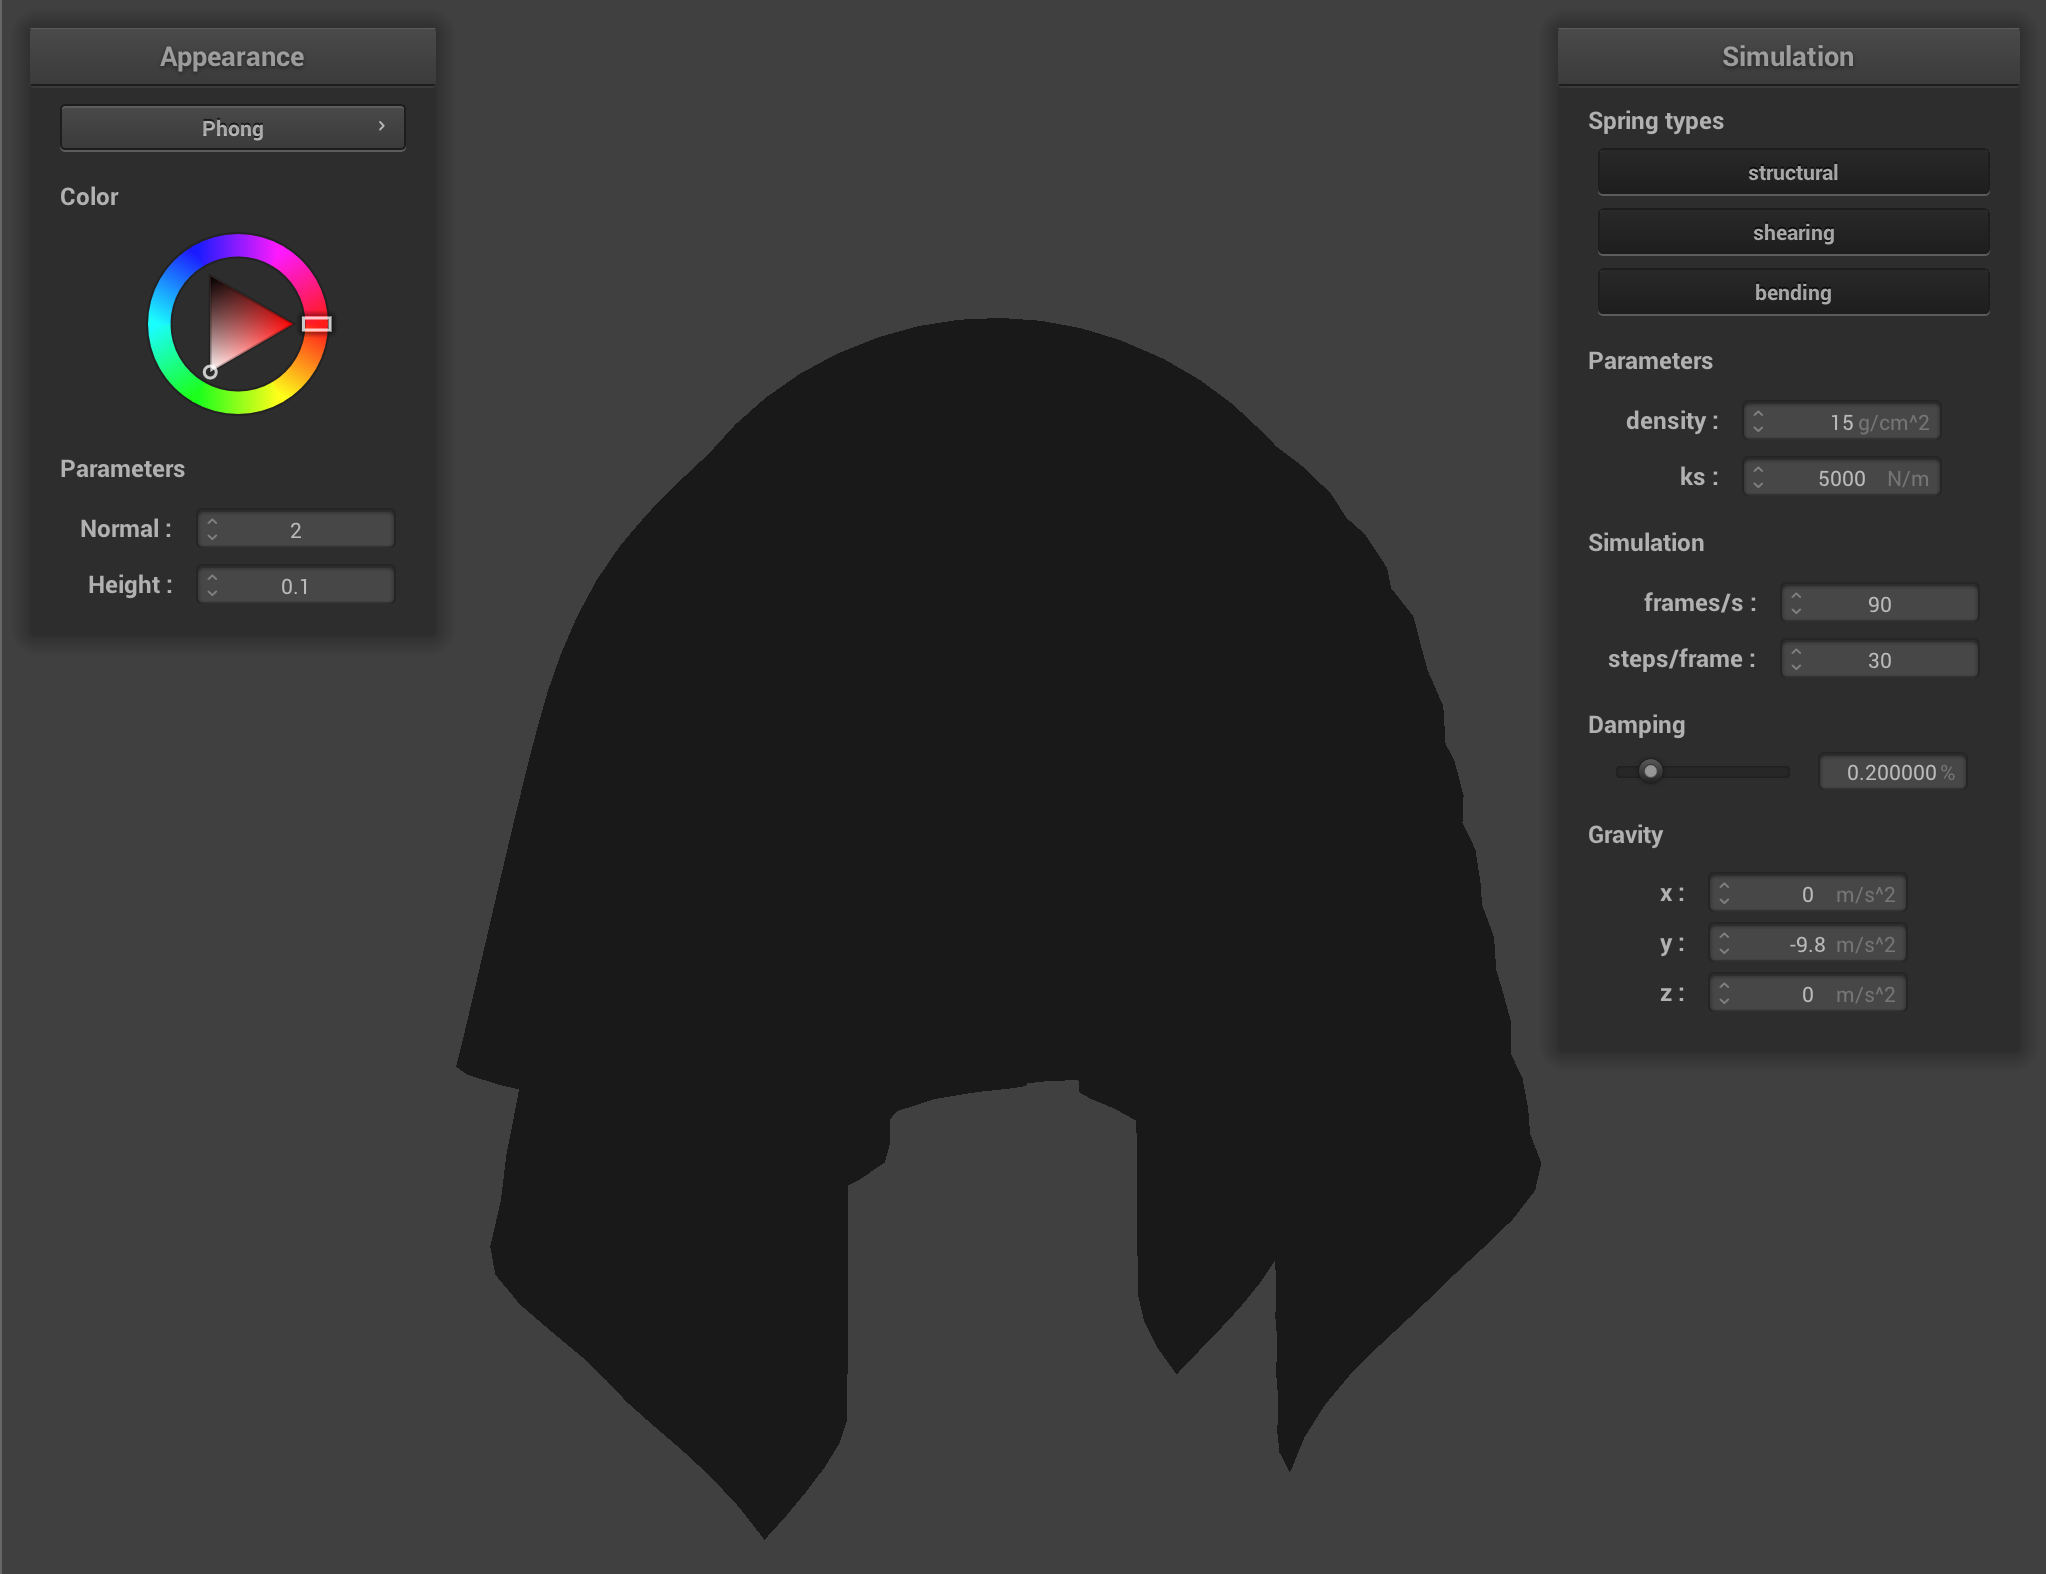 Appearance
Phong
Color
Parameters
Normal : 2
Height : 0.1
Simulation
Spring types
structural
shearing
bending
Parameters
density : 15 g/cm^2
ks : 5000 N/m
Simulation
frames/s : 90
steps/frame : 30
Damping
0.200000 %
Gravity
x : 0 m/s^2
y : -9.8 m/s^2
z : 0 m/s^2